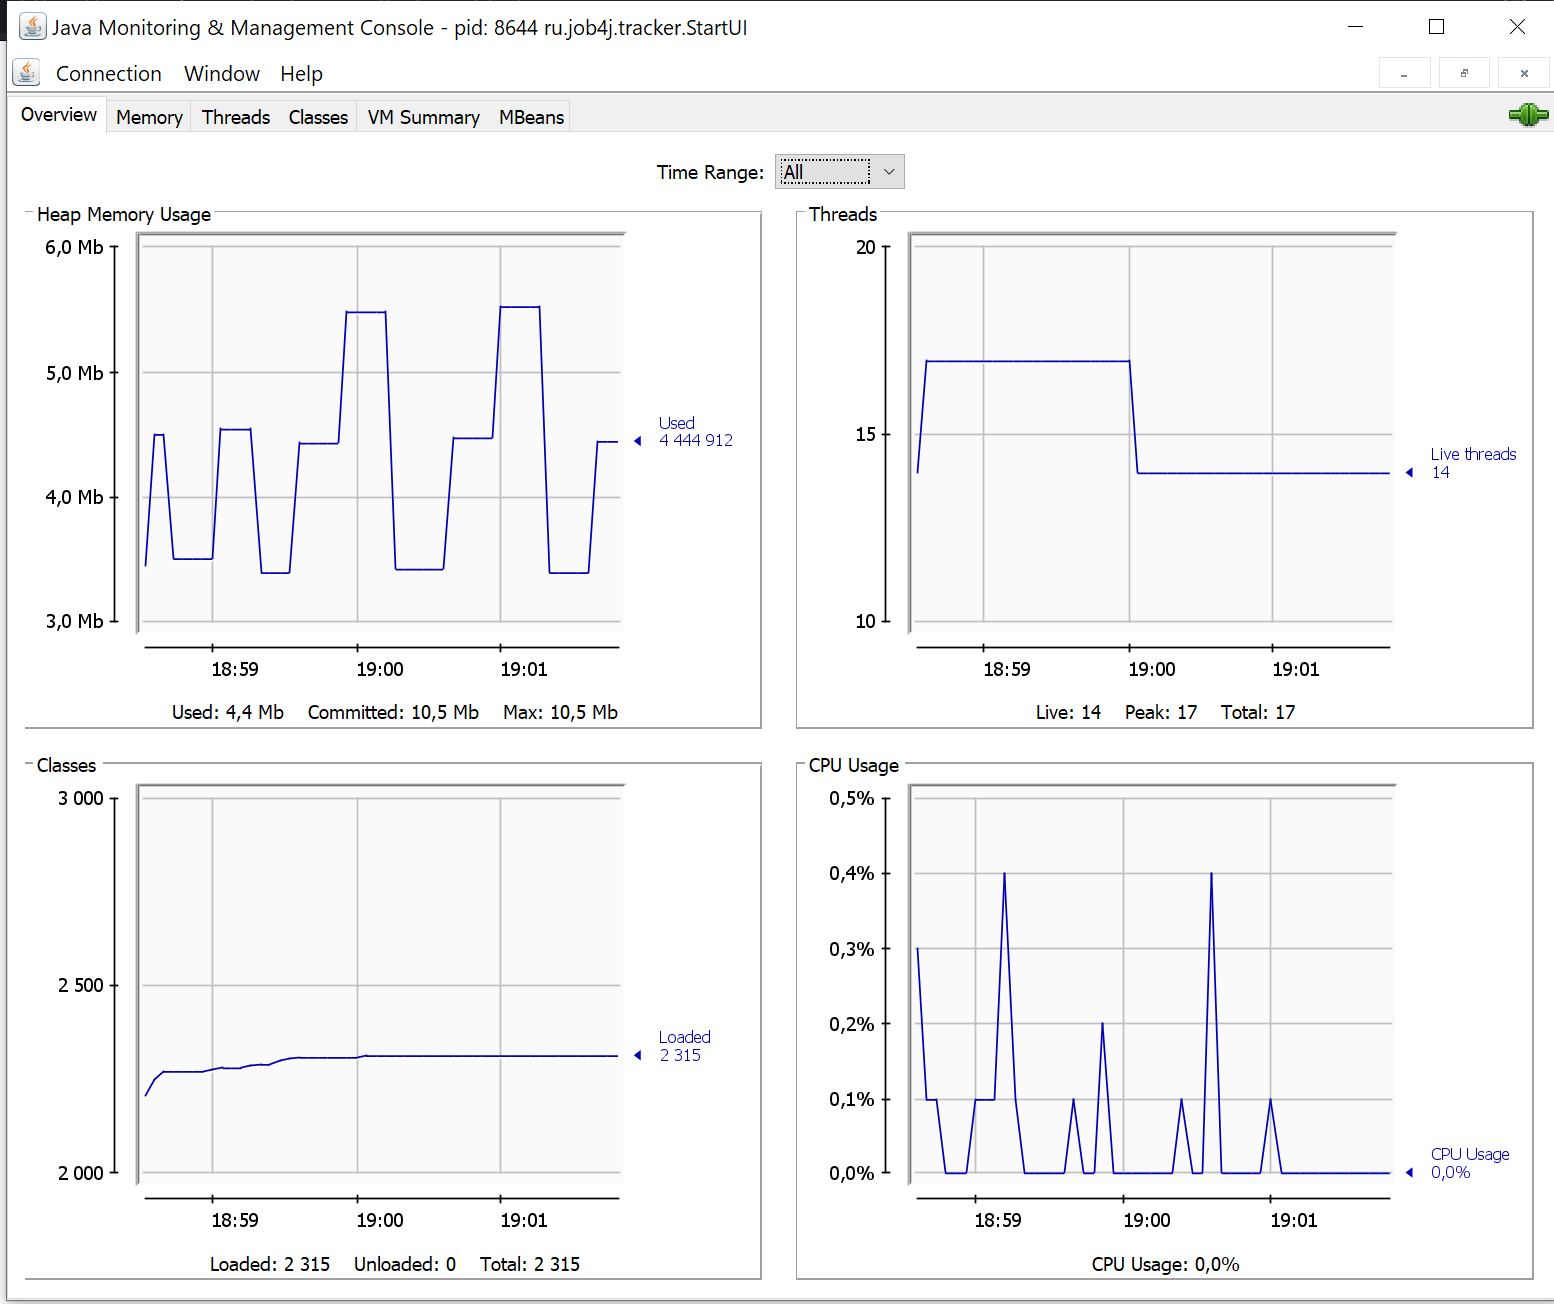 Java Monitoring & Management Console - pid: 8644 ru.job4j.tracker.StartUI
Connection Window Help
Overview Memory Threads Classes VM Summary MBeans
Time Range: All
Heap Memory Usage
6,0 Mb
5,0 Mb
4,0 Mb
3,0 Mb
Used
4 444 912
18:59 19:00 19:01
Used: 4,4 Mb Committed: 10,5 Mb Max: 10,5 Mb
Threads
20
15
10
Live threads
14
18:59 19:00 19:01
Live: 14 Peak: 17 Total: 17
Classes
3 000
2 500
2 000
Loaded
2 315
18:59 19:00 19:01
Loaded: 2 315 Unloaded: 0 Total: 2 315
CPU Usage
0,5%
0,4%
0,3%
0,2%
0,1%
0,0%
CPU Usage
0,0%
18:59 19:00 19:01
CPU Usage: 0,0%